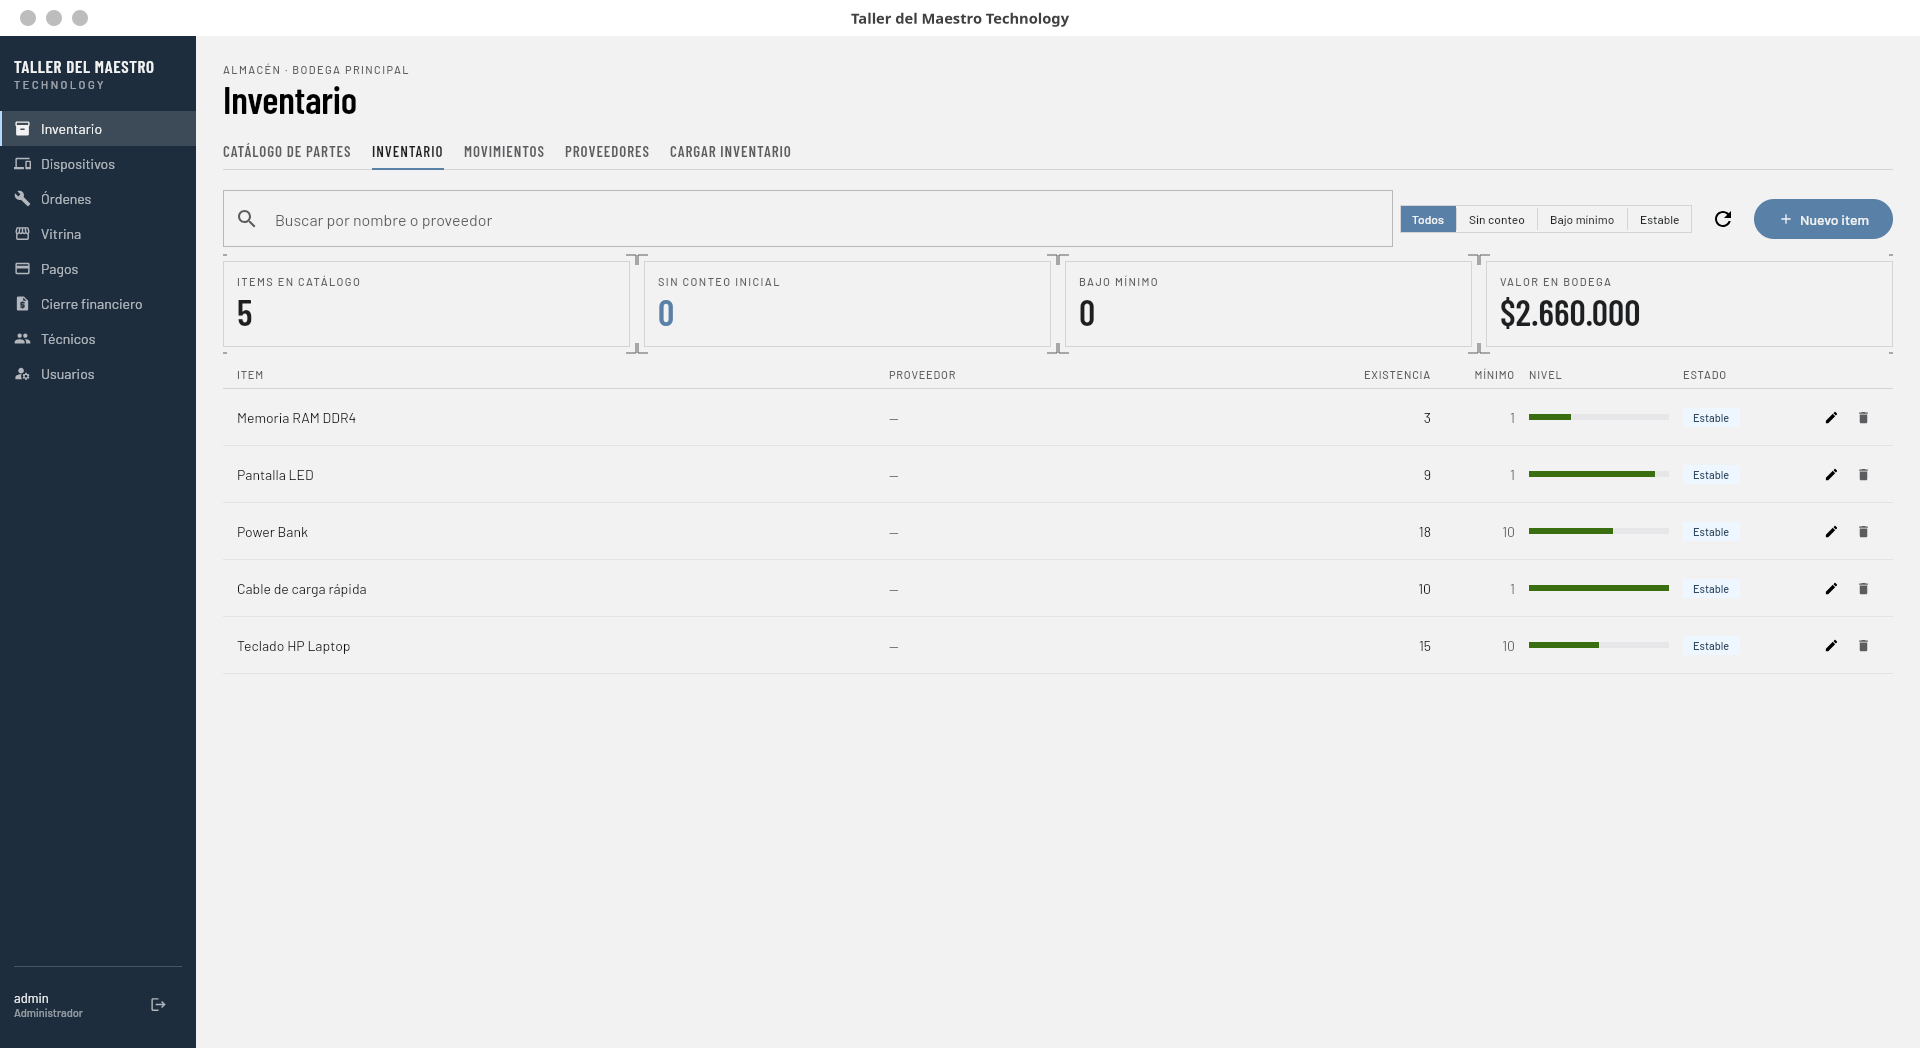 Taller del Maestro Technology
TALLER DEL MAESTRO
TECHNOLOGY
Inventario
Dispositivos
Órdenes
Vitrina
Pagos
Cierre financiero
Técnicos
Usuarios
admin
Administrador
ALMACÉN · BODEGA PRINCIPAL
Inventario
CATÁLOGO DE PARTES INVENTARIO MOVIMIENTOS PROVEEDORES CARGAR INVENTARIO
Buscar por nombre o proveedor
Todos Sin conteo Bajo mínimo Estable
+ Nuevo item
ITEMS EN CATÁLOGO
5
SIN CONTEO INICIAL
0
BAJO MÍNIMO
0
VALOR EN BODEGA
$2.660.000
ITEM PROVEEDOR EXISTENCIA MÍNIMO NIVEL ESTADO
Memoria RAM DDR4 — 3 1 Estable
Pantalla LED — 9 1 Estable
Power Bank — 18 10 Estable
Cable de carga rápida — 10 1 Estable
Teclado HP Laptop — 15 10 Estable